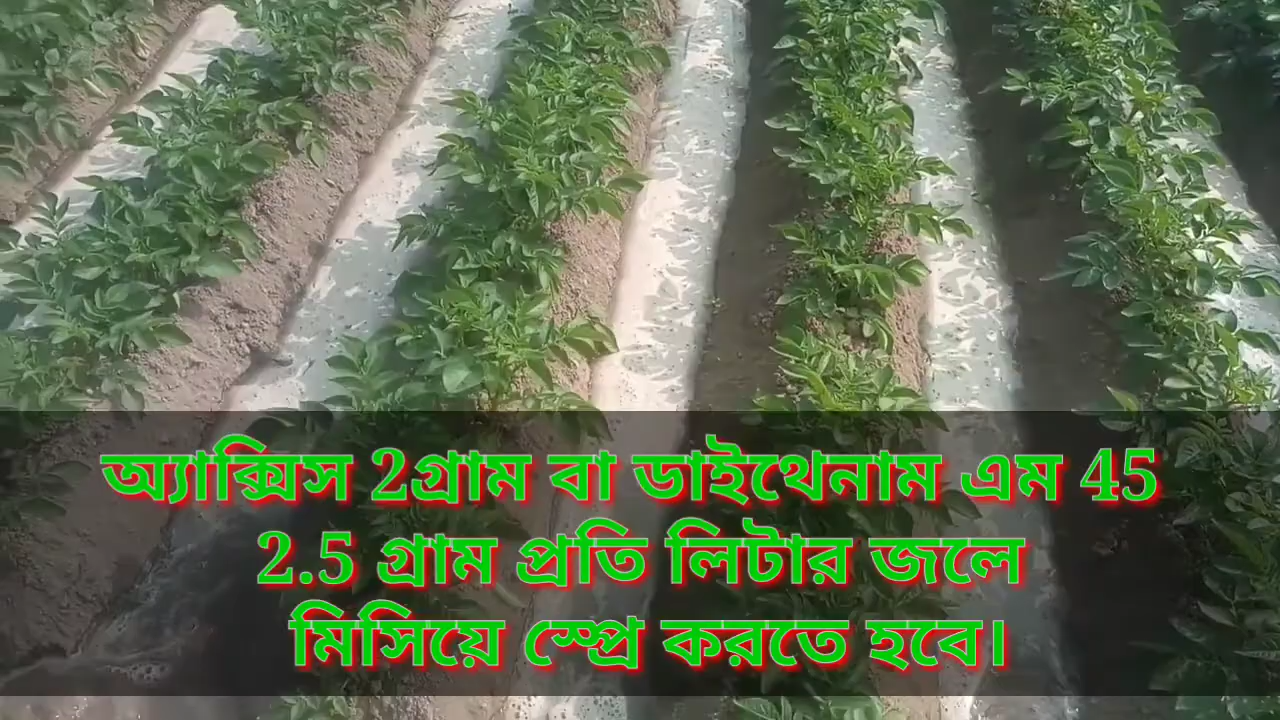 অ্যাক্সিস 2গ্রাম বা ডাইথেনাম এম 45
2.5 গ্রাম প্রতি লিটার জলে
মিসিয়ে স্প্রে করতে হবে।